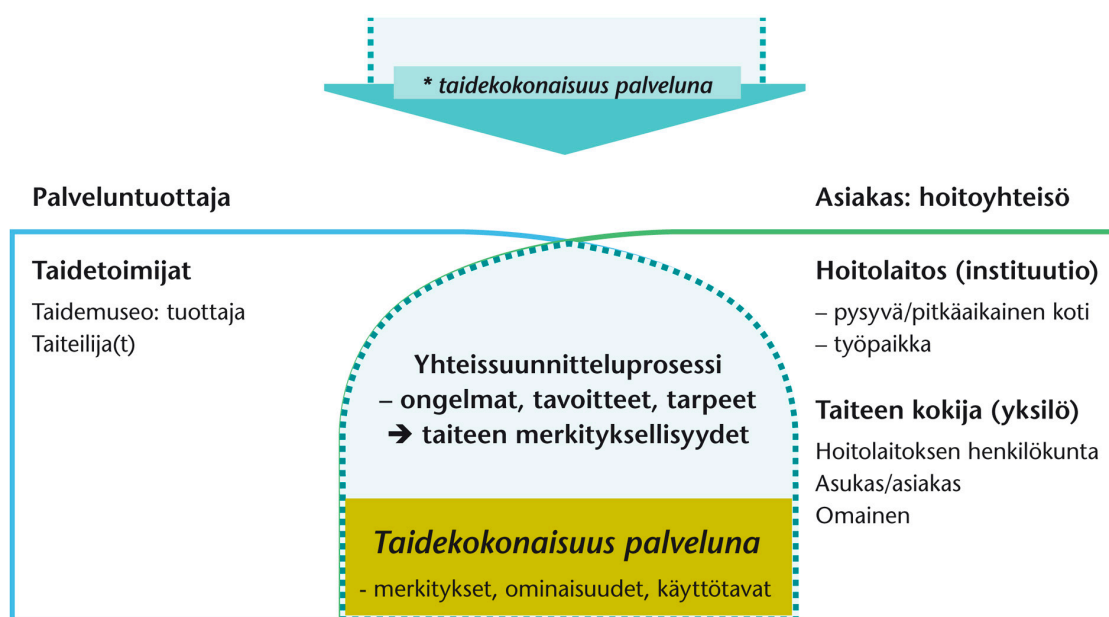 * taidekokonaisuus palveluna
Palveluntuottaja
Taidetoimijat
Taidemuseo: tuottaja
Taiteilija(t)
Yhteissuunnitteluprosessi
– ongelmat, tavoitteet, tarpeet
➔ taiteen merkityksellisyydet
Taidekokonaisuus palveluna
- merkitykset, ominaisuudet, käyttötavat
Asiakas: hoitoyhteisö
Hoitolaitos (instituutio)
– pysyvä/pitkäaikainen koti
– työpaikka
Taiteen kokija (yksilö)
Hoitolaitoksen henkilökunta
Asukas/asiakas
Omainen